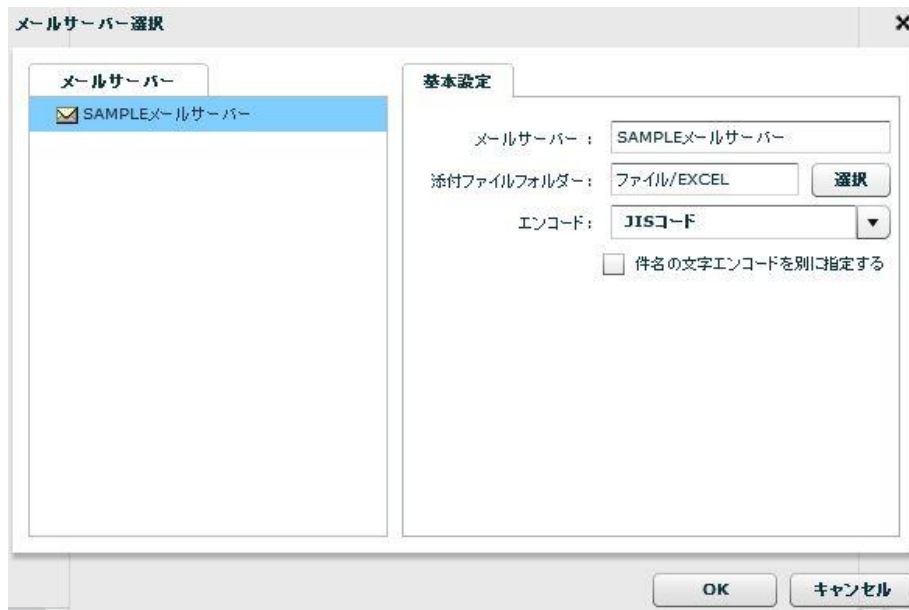 メールサーバー選択
メールサーバー
SAMPLEメールサーバー
基本設定
メールサーバー： SAMPLEメールサーバー
添付ファイルフォルダー： ファイル/EXCEL 選択
エンコード： JISコード
件名の文字エンコードを別に指定する
OK キャンセル